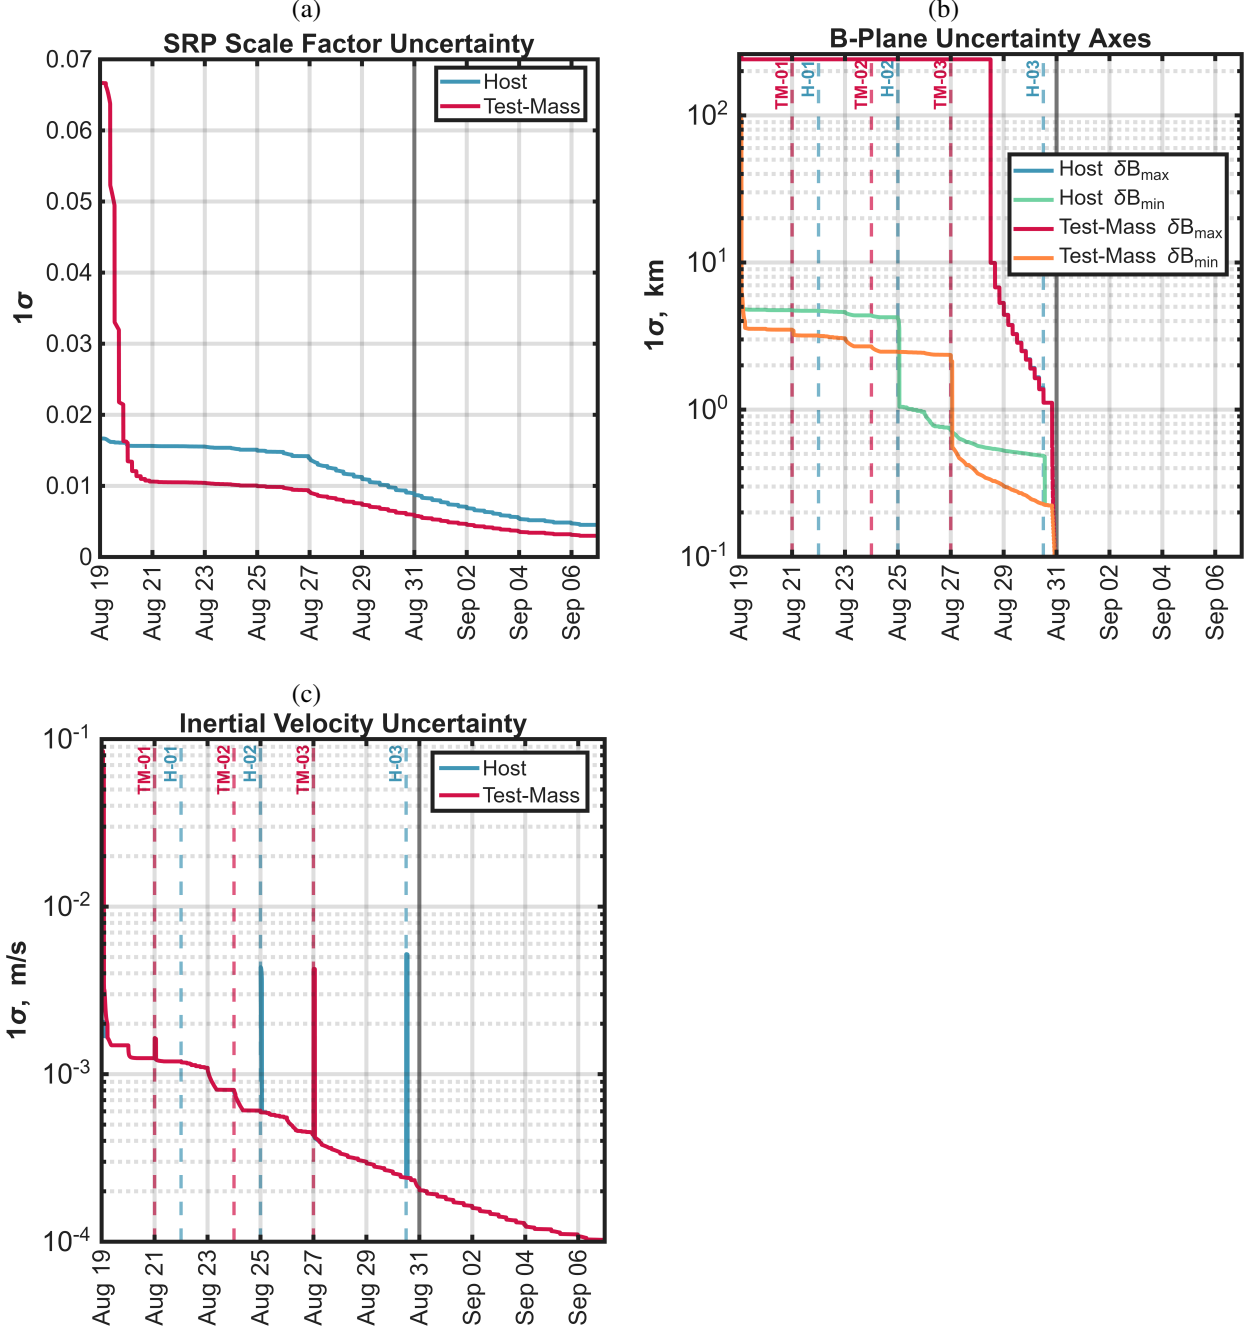 (a)
SRP Scale Factor Uncertainty
0.07
0.06
0.05
0.04
0.03
0.02
0.01
0
1σ
Host
Test-Mass
Aug 19
Aug 21
Aug 23
Aug 25
Aug 27
Aug 29
Aug 31
Sep 02
Sep 04
Sep 06
(b)
B-Plane Uncertainty Axes
10²
10¹
10⁰
10⁻¹
1σ, km
TM-01
H-01
TM-02
H-02
TM-03
H-03
Host δBmax
Host δBmin
Test-Mass δBmax
Test-Mass δBmin
Aug 19
Aug 21
Aug 23
Aug 25
Aug 27
Aug 29
Aug 31
Sep 02
Sep 04
Sep 06
(c)
Inertial Velocity Uncertainty
10⁻¹
10⁻²
10⁻³
10⁻⁴
1σ, m/s
TM-01
H-01
TM-02
H-02
TM-03
H-03
Host
Test-Mass
Aug 19
Aug 21
Aug 23
Aug 25
Aug 27
Aug 29
Aug 31
Sep 02
Sep 04
Sep 06